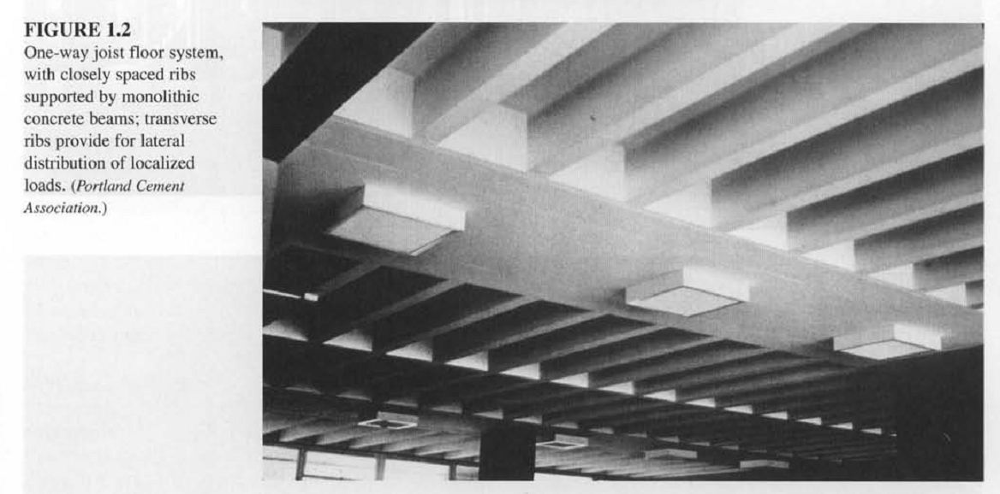 FIGURE 1.2
One-way joist floor system,
with closely spaced ribs
supported by monolithic
concrete beams; transverse
ribs provide for lateral
distribution of localized
loads. (Portland Cement
Association.)